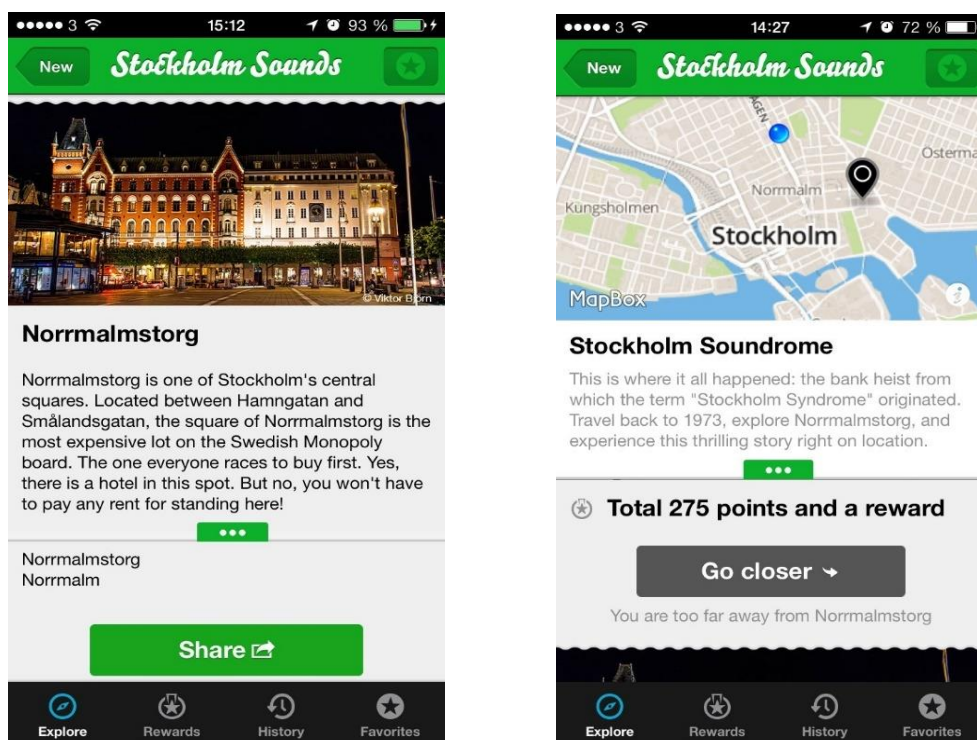 3 15:12 93 %
New Stockholm Sounds
© Viktor Björn
Norrmalmstorg
Norrmalmstorg is one of Stockholm's central
squares. Located between Hamngatan and
Smålandsgatan, the square of Norrmalmstorg is the
most expensive lot on the Swedish Monopoly
board. The one everyone races to buy first. Yes,
there is a hotel in this spot. But no, you won't have
to pay any rent for standing here!
Norrmalmstorg
Norrmalm
Share
Explore Rewards History Favorites
3 14:27 72 %
New Stockholm Sounds
Osterma
Norrmalm
Kungsholmen
Stockholm
MapBox
i
Stockholm Soundrome
This is where it all happened: the bank heist from
which the term "Stockholm Syndrome" originated.
Travel back to 1973, explore Norrmalmstorg, and
experience this thrilling story right on location.
Total 275 points and a reward
Go closer
You are too far away from Norrmalmstorg
Explore Rewards History Favorites